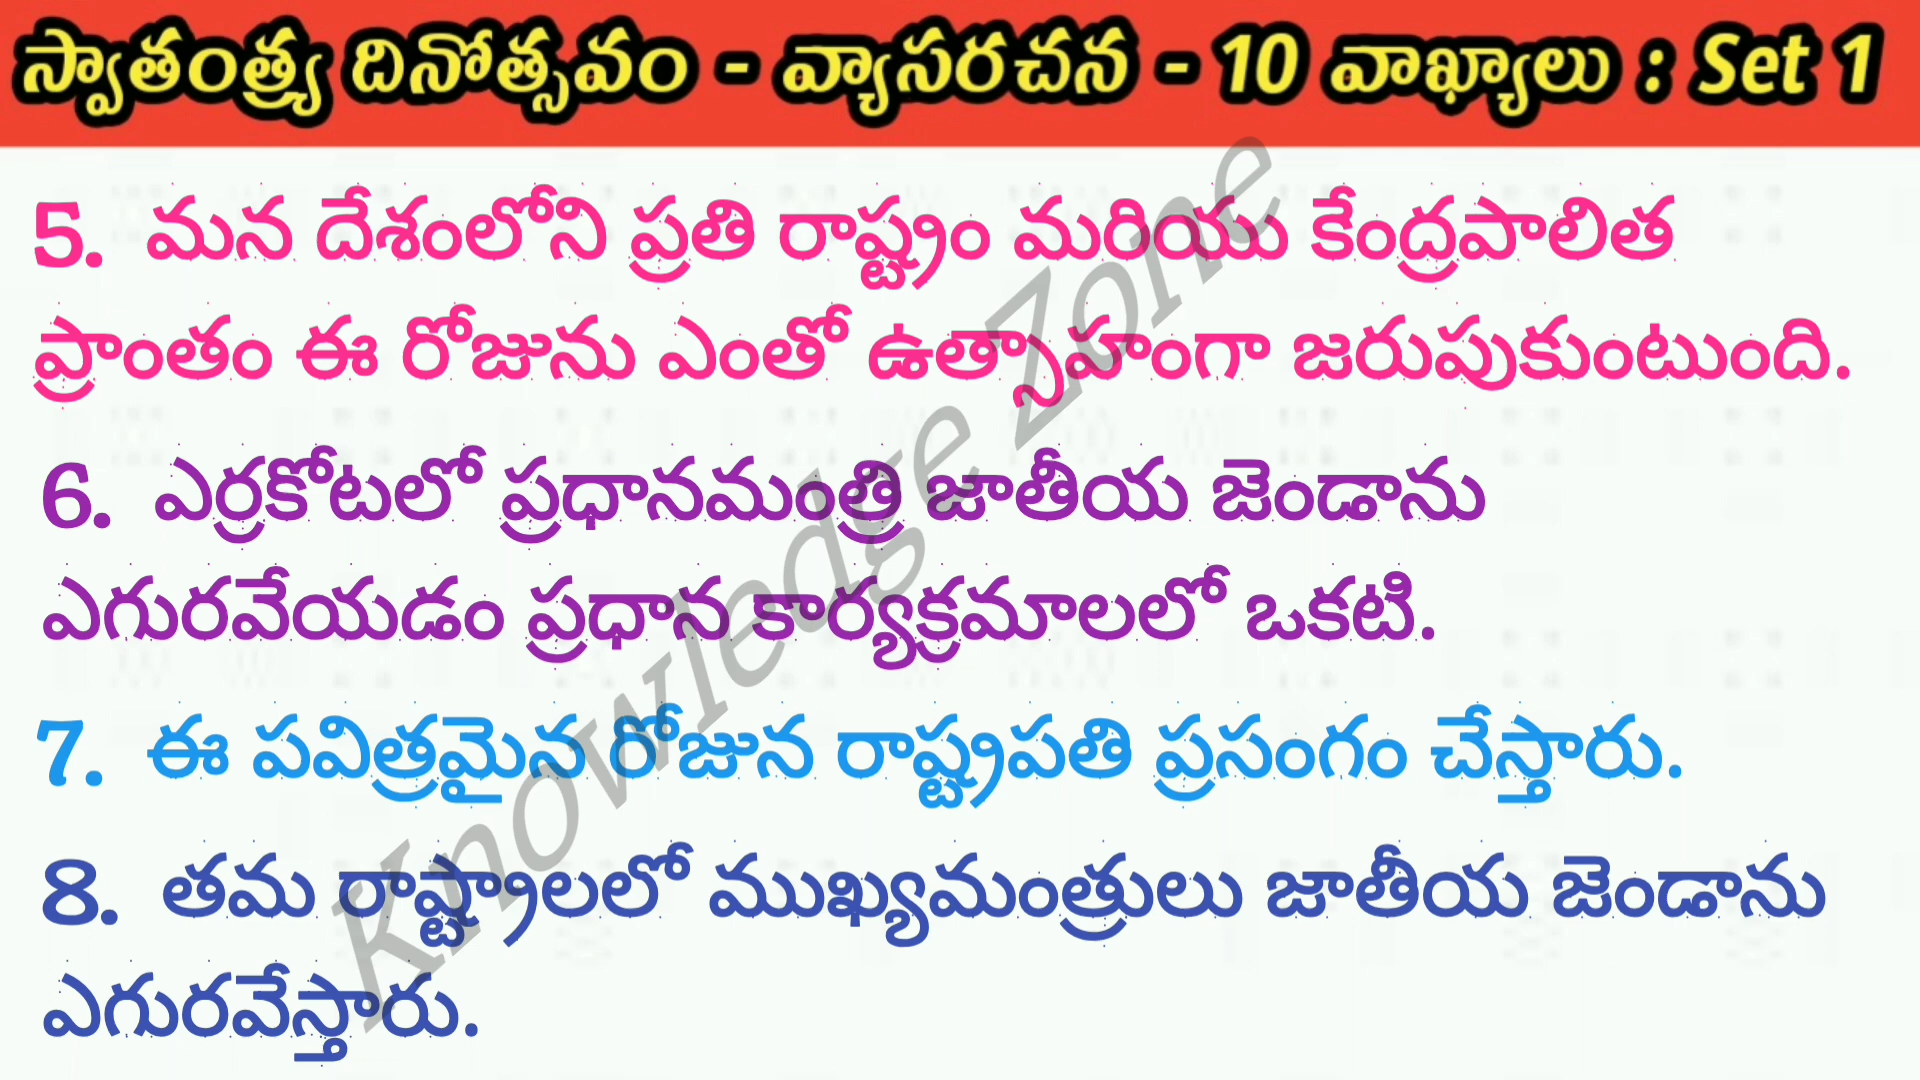 స్వాతంత్ర్య దినోత్సవం - వ్యాసరచన - 10 వాఖ్యాలు : Set 1
5. మన దేశంలోని ప్రతి రాష్ట్రం మరియు కేంద్రపాలిత
ప్రాంతం ఈ రోజును ఎంతో ఉత్సాహంగా జరుపుకుంటుంది.
6. ఎర్రకోటలో ప్రధానమంత్రి జాతీయ జెండాను
ఎగురవేయడం ప్రధాన కార్యక్రమాలలో ఒకటి.
7. ఈ పవిత్రమైన రోజున రాష్ట్రపతి ప్రసంగం చేస్తారు.
8. తమ రాష్ట్రాలలో ముఖ్యమంత్రులు జాతీయ జెండాను
ఎగురవేస్తారు.
Knowledge Zone